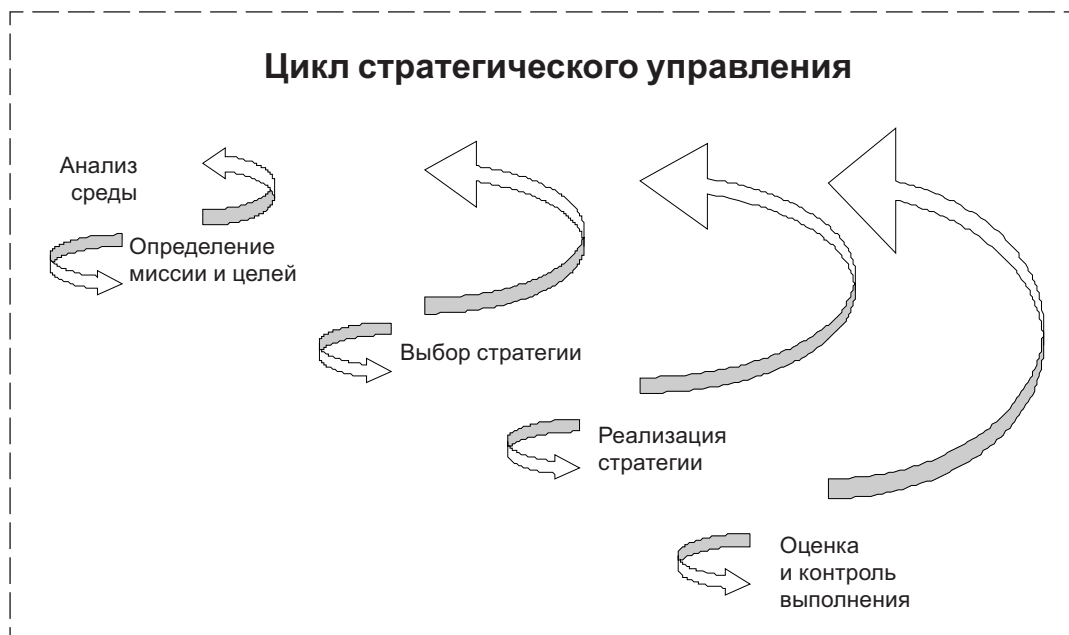 Цикл стратегического управления
Анализ
среды
Определение
миссии и целей
Выбор стратегии
Реализация
стратегии
Оценка
и контроль
выполнения